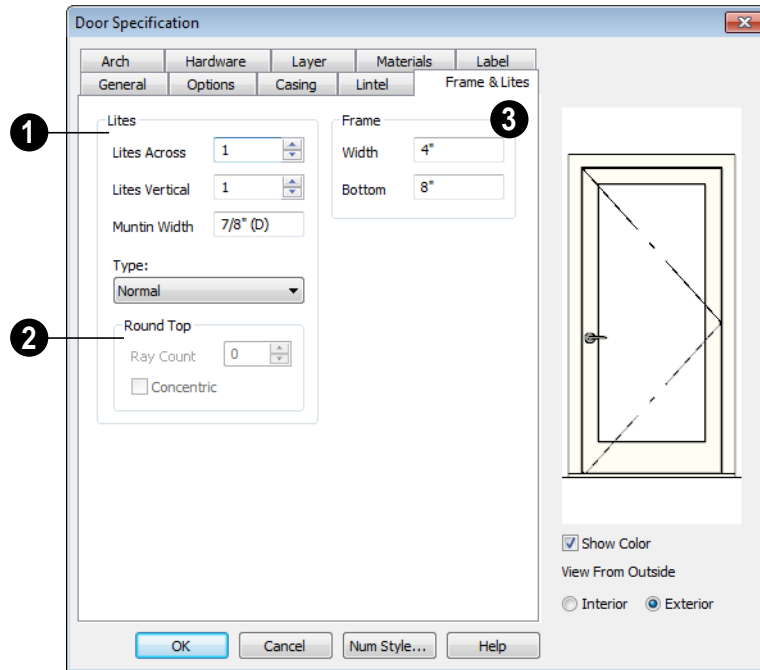 Door Specification
Arch Hardware Layer Materials Label
General Options Casing Lintel Frame & Lites
1 Lites Frame 3
Lites Across 1 Width 4"
Lites Vertical 1 Bottom 8"
Muntin Width 7/8" (D)
Type:
Normal
2 Round Top
Ray Count 0
Concentric
Show Color
View From Outside
Interior Exterior
OK Cancel Num Style... Help